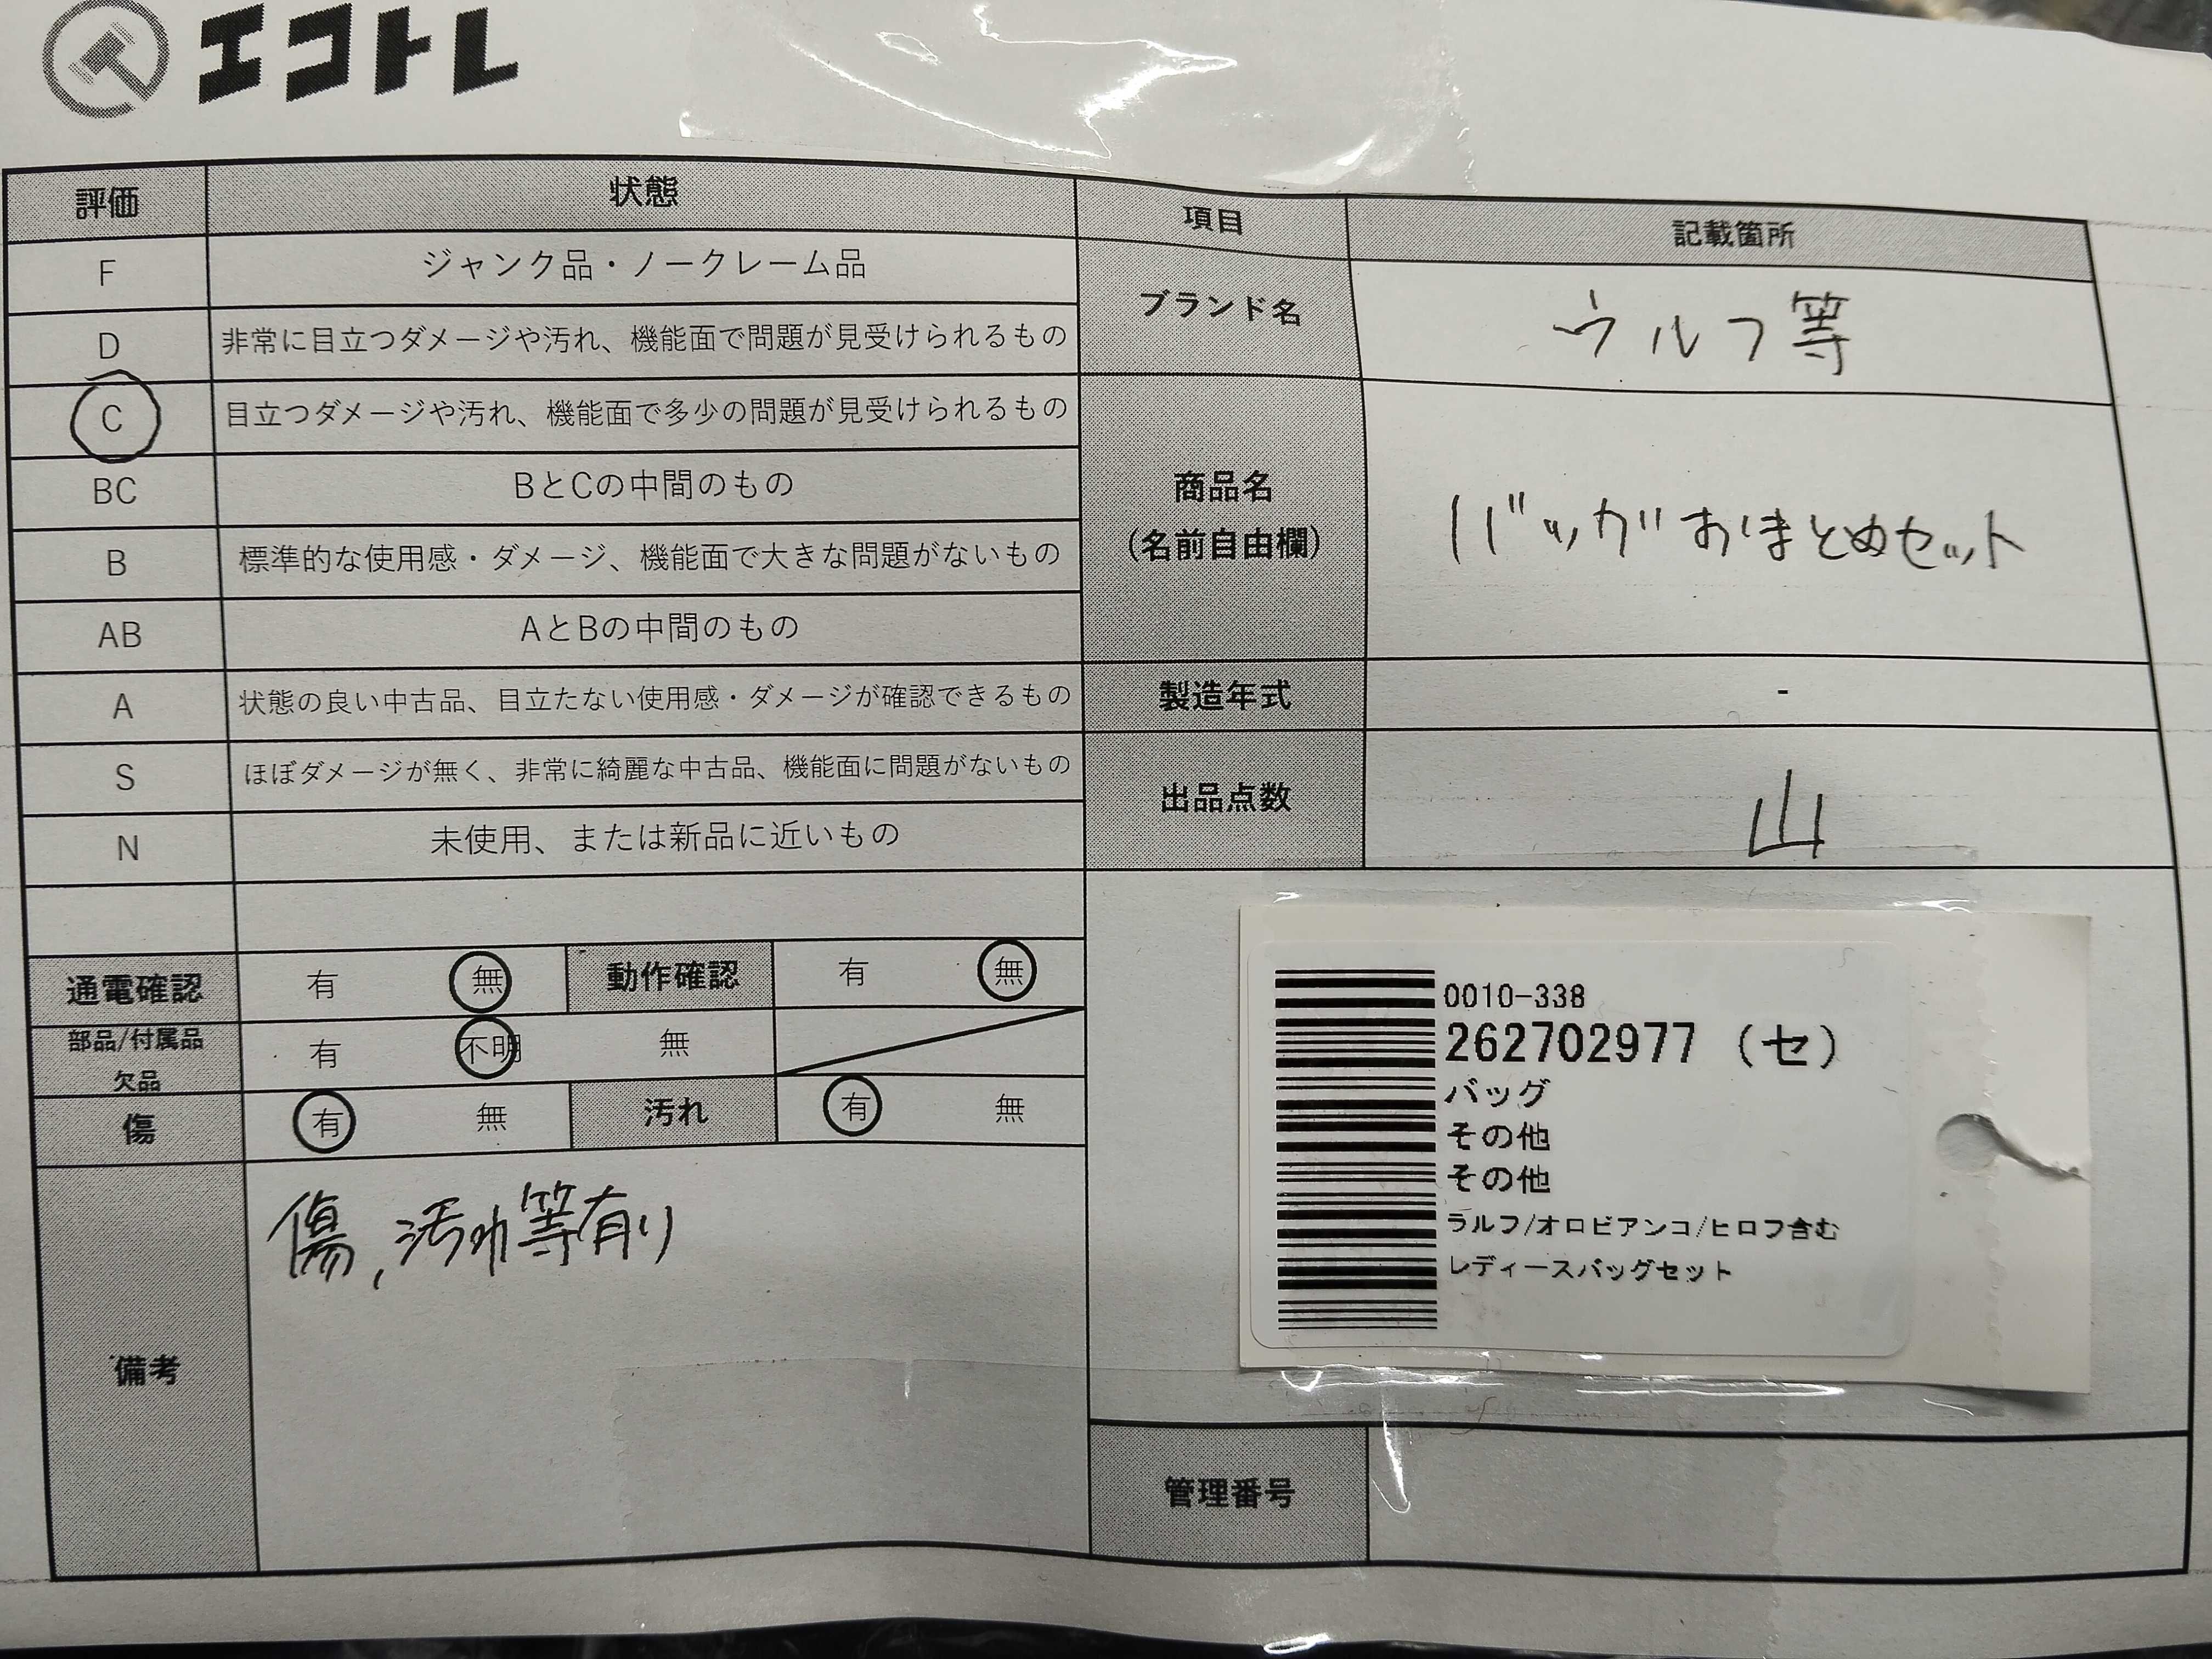 エコトレ
評価 状態 項目 記載箇所
F ジャンク品・ノークレーム品
D 非常に目立つダメージや汚れ、機能面で問題が見受けられるもの
C 目立つダメージや汚れ、機能面で多少の問題が見受けられるもの
BC BとCの中間のもの
B 標準的な使用感・ダメージ、機能面で大きな問題がないもの
AB AとBの中間のもの
A 状態の良い中古品、目立たない使用感・ダメージが確認できるもの
S ほぼダメージが無く、非常に綺麗な中古品、機能面に問題がないもの
N 未使用、または新品に近いもの
ブランド名 ウルフ等
商品名
（名前自由欄） バッグおまとめセット
製造年式 -
出品点数 山
通電確認 有 無 動作確認 有 無
部品/付属品
欠品 有 不明 無
傷 有 無 汚れ 有 無
備考 傷、汚れ等有り
0010-338
262702977 （セ）
バッグ
その他
その他
ラルフ/オロビアンコ/ヒロフ含む
レディースバッグセット
管理番号